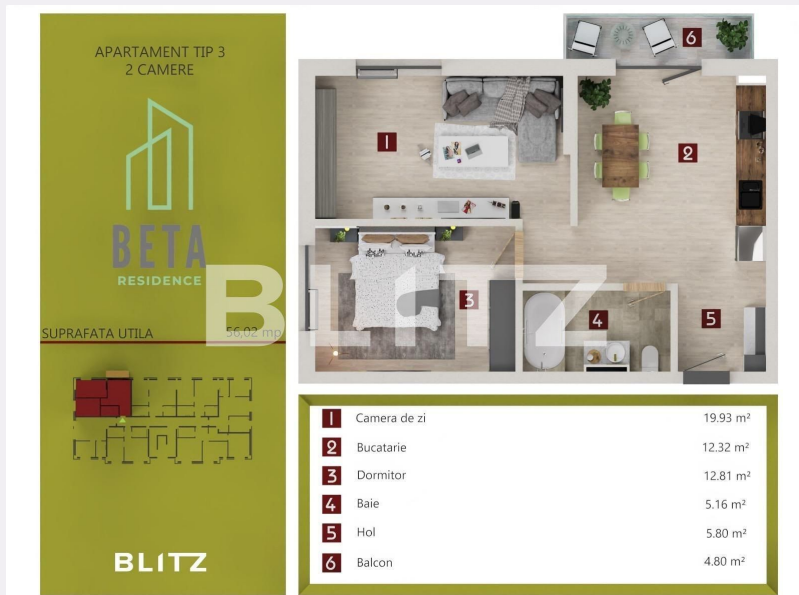 APARTAMENT TIP 3
2 CAMERE
BETA
RESIDENCE
SUPRAFATA UTILA 56,02 mp
BLITZ
BLITZ
1
2
3
4
5
6
1 Camera de zi 19.93 m²
2 Bucatarie 12.32 m²
3 Dormitor 12.81 m²
4 Baie 5.16 m²
5 Hol 5.80 m²
6 Balcon 4.80 m²